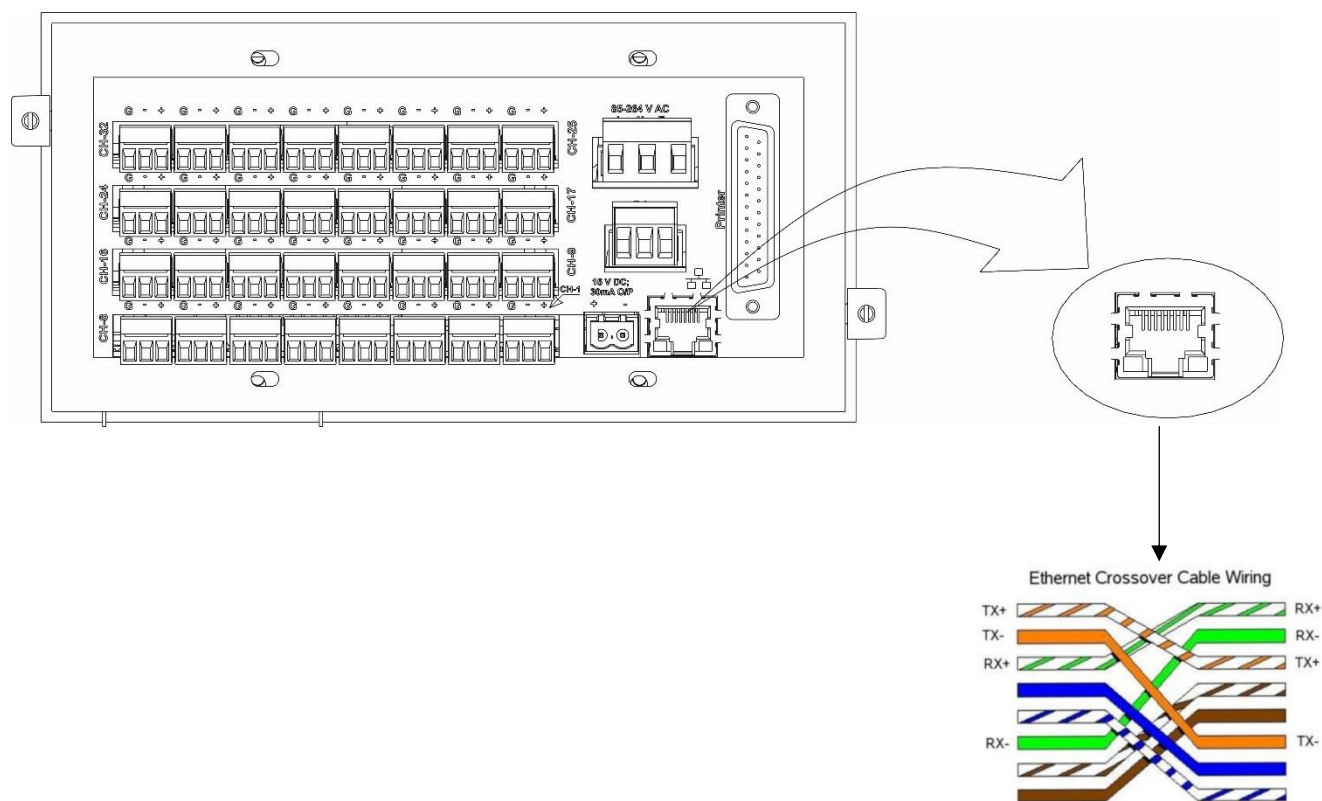 G - + G - + G - + G - + G - + G - + G - + G - +
85-264 V AC
CH-32
CH-25
G - + G - + G - + G - + G - + G - + G - + G - +
CH-24
CH-17
Printer
G - + G - + G - + G - + G - + G - + G - + G - +
CH-16
CH-9
G - + G - + G - + G - + G - + G - + G - + G - +
CH-1
16 V DC;
30mA O/P
+ -
CH-8
Ethernet Crossover Cable Wiring
TX+ RX+
TX- RX-
RX+ TX+
RX- TX-